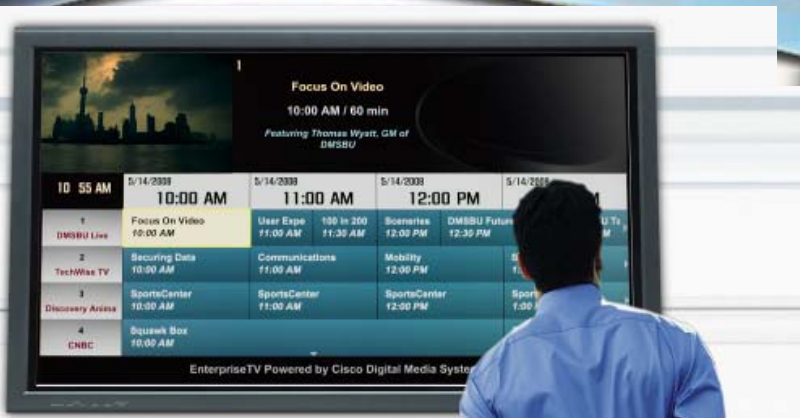 1
Focus On Video
10:00 AM / 60 min
Featuring Thomas Wyatt, GM of
DMSBU
10 55 AM
5/14/2008
10:00 AM
5/14/2008
11:00 AM
5/14/2008
12:00 PM
5/14/2008
1
DMSBU Live
Focus On Video
10:00 AM
User Expe
11:00 AM
100 in 200
11:30 AM
Sceneries
12:00 PM
DMSBU Futur
12:30 PM
2
TechWise TV
Securing Data
10:00 AM
Communications
11:00 AM
Mobility
12:00 PM
3
Discovery Anima
SportsCenter
10:00 AM
SportsCenter
11:00 AM
SportsCenter
12:00 PM
Sport
1:00
4
CNBC
Squawk Box
10:00 AM
EnterpriseTV Powered by Cisco Digital Media Syste